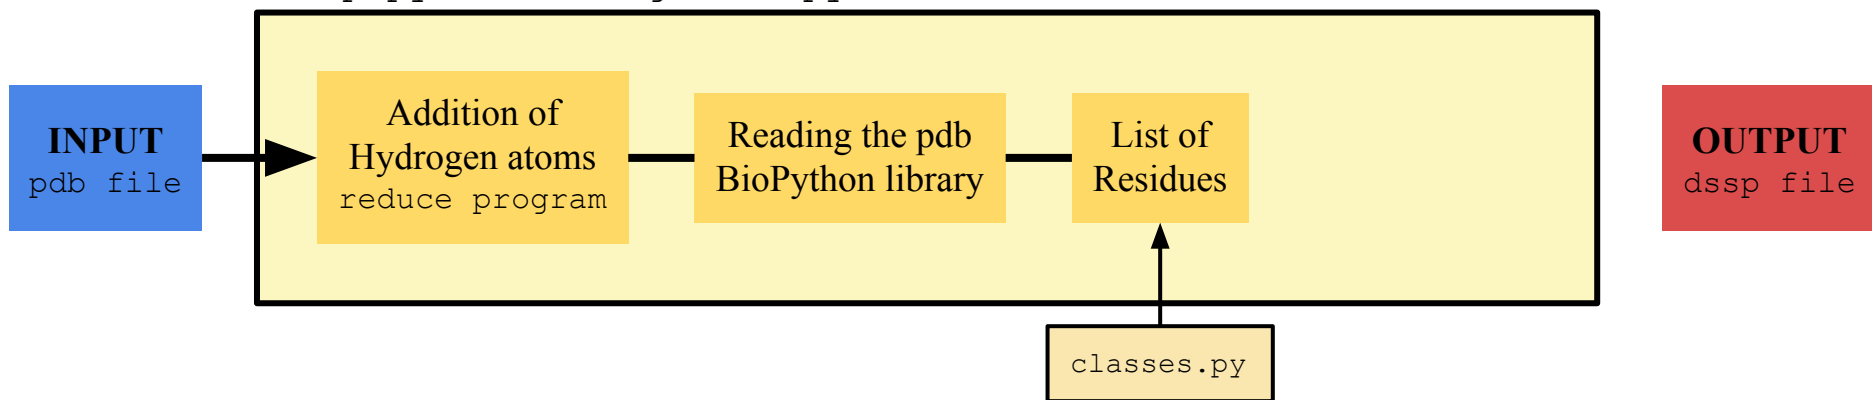 INPUT
pdb file
Addition of
Hydrogen atoms
reduce program
Reading the pdb
BioPython library
List of
Residues
OUTPUT
dssp file
classes.py